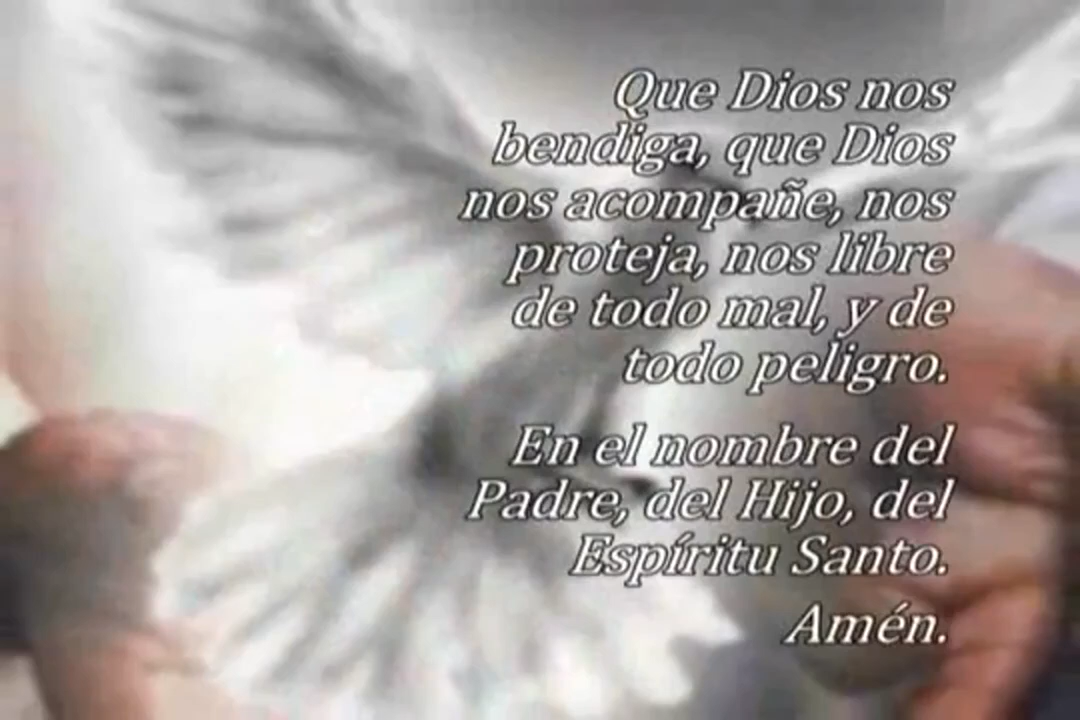 Que Dios nos
bendiga, que Dios
nos acompañe, nos
proteja, nos libre
de todo mal, y de
todo peligro.
En el nombre del
Padre, del Hijo, del
Espíritu Santo.
Amén.